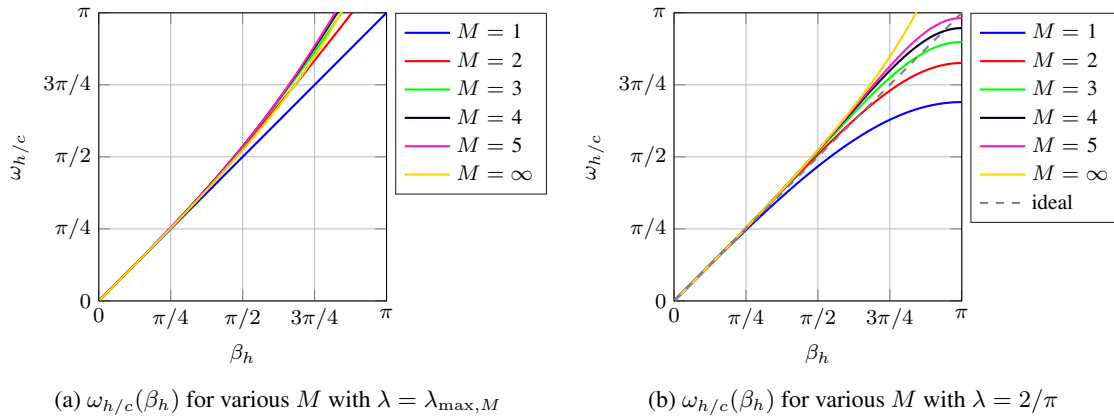 π
3π/4
π/2
π/4
0
ω_{h/c}
0
π/4
π/2
3π/4
π
β_h
M = 1
M = 2
M = 3
M = 4
M = 5
M = ∞
(a) ω_{h/c}(β_h) for various M with λ = λ_{max,M}
π
3π/4
π/2
π/4
0
ω_{h/c}
0
π/4
π/2
3π/4
π
β_h
M = 1
M = 2
M = 3
M = 4
M = 5
M = ∞
ideal
(b) ω_{h/c}(β_h) for various M with λ = 2/π